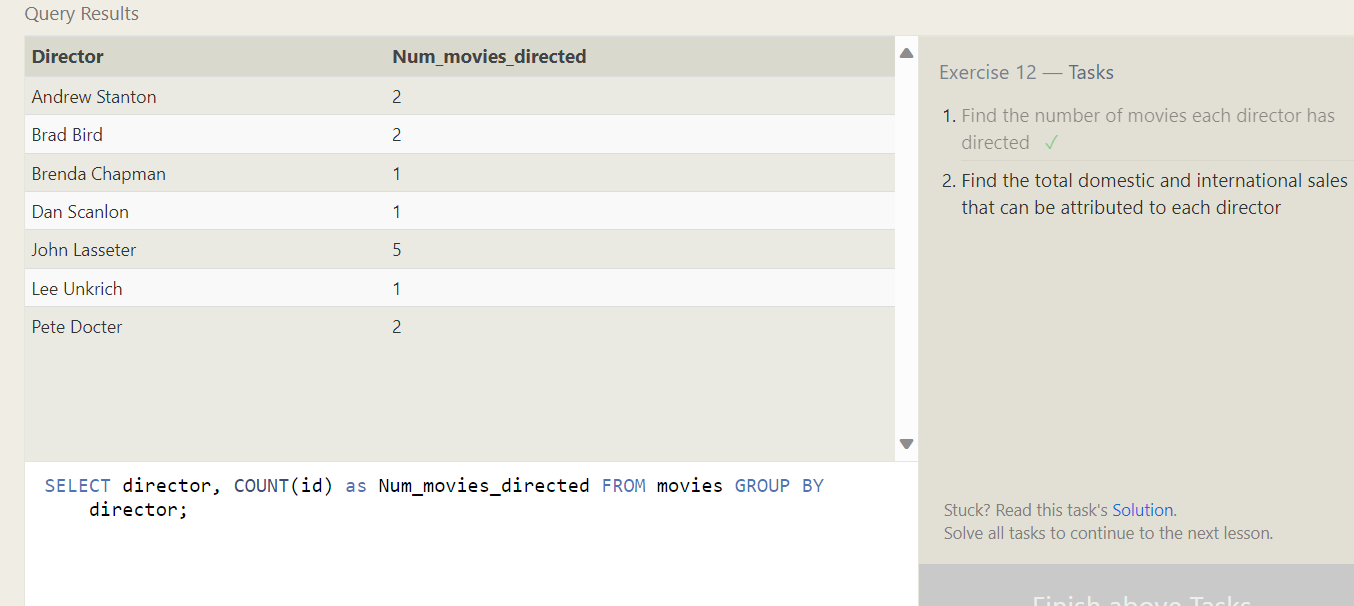 Query Results
Director Num_movies_directed
Andrew Stanton 2
Brad Bird 2
Brenda Chapman 1
Dan Scanlon 1
John Lasseter 5
Lee Unkrich 1
Pete Docter 2
SELECT director, COUNT(id) as Num_movies_directed FROM movies GROUP BY
director;
Exercise 12 — Tasks
1. Find the number of movies each director has
directed ✓
2. Find the total domestic and international sales
that can be attributed to each director
Stuck? Read this task's Solution.
Solve all tasks to continue to the next lesson.
Finish above Tasks